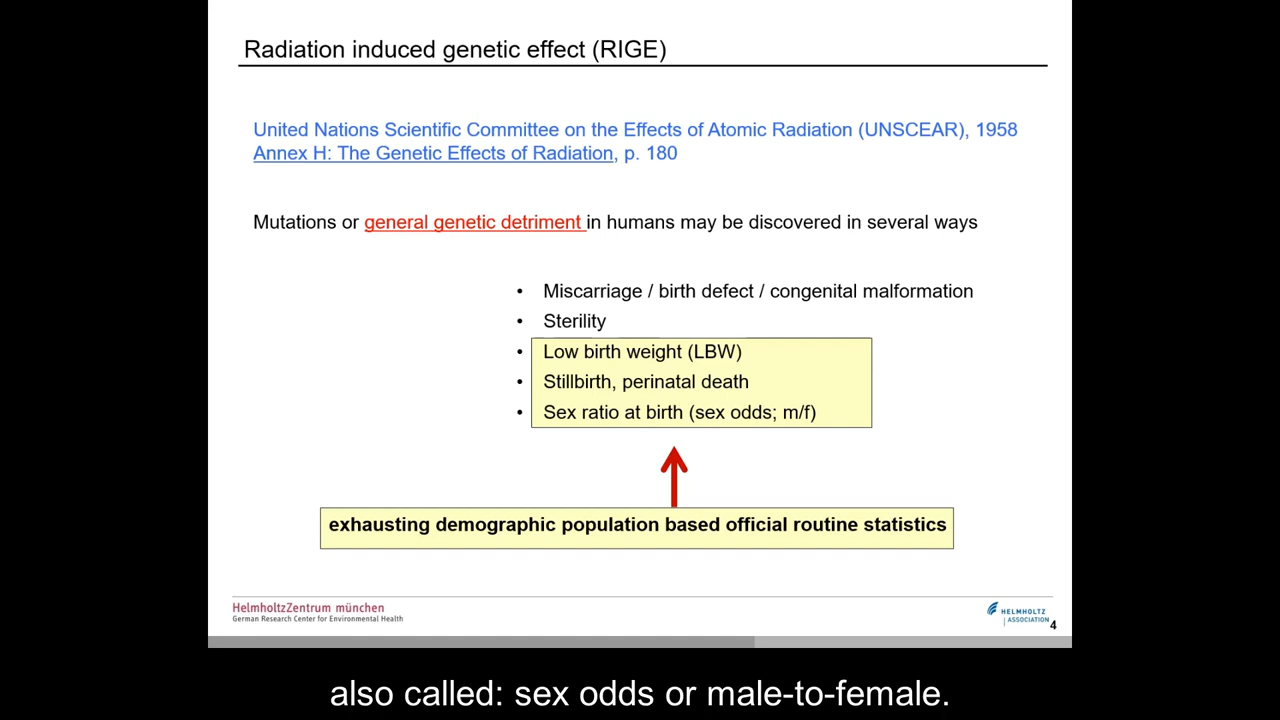 Radiation induced genetic effect (RIGE)
United Nations Scientific Committee on the Effects of Atomic Radiation (UNSCEAR), 1958
Annex H: The Genetic Effects of Radiation, p. 180
Mutations or general genetic detriment in humans may be discovered in several ways
• Miscarriage / birth defect / congenital malformation
• Sterility
• Low birth weight (LBW)
• Stillbirth, perinatal death
• Sex ratio at birth (sex odds; m/f)
exhausting demographic population based official routine statistics
HelmholtzZentrum münchen
German Research Center for Environmental Health
HELMHOLTZ
ASSOCIATION
4
also called: sex odds or male-to-female.